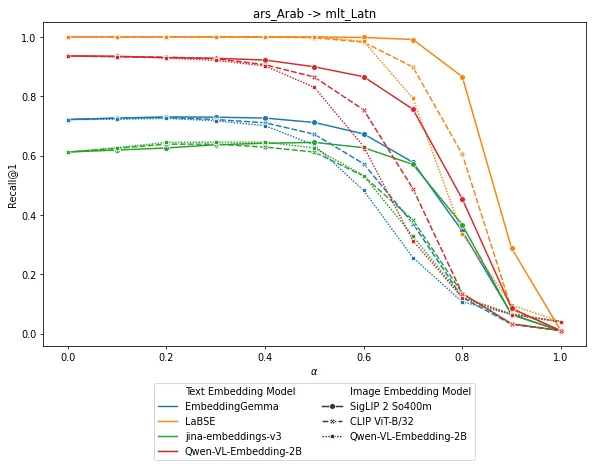 ars_Arab -> mlt_Latn
Recall@1
1.0
0.8
0.6
0.4
0.2
0.0
0.0 0.2 0.4 0.6 0.8 1.0
α
Text Embedding Model
EmbeddingGemma
LaBSE
jina-embeddings-v3
Qwen-VL-Embedding-2B
Image Embedding Model
SigLIP 2 So400m
CLIP ViT-B/32
Qwen-VL-Embedding-2B